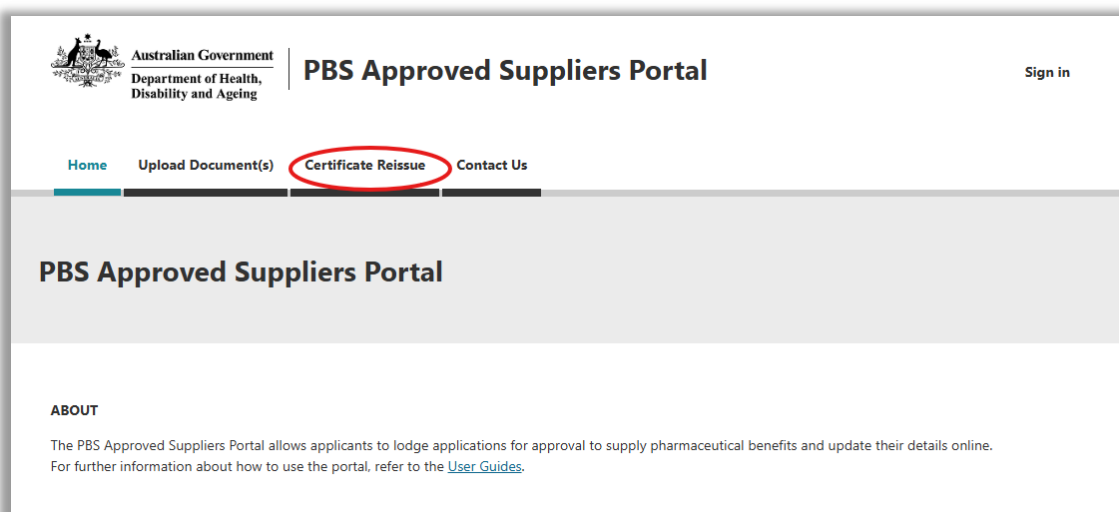 Australian Government
Department of Health,
Disability and Ageing
PBS Approved Suppliers Portal
Sign in
Home
Upload Document(s)
Certificate Reissue
Contact Us
PBS Approved Suppliers Portal
ABOUT
The PBS Approved Suppliers Portal allows applicants to lodge applications for approval to supply pharmaceutical benefits and update their details online.
For further information about how to use the portal, refer to the User Guides.